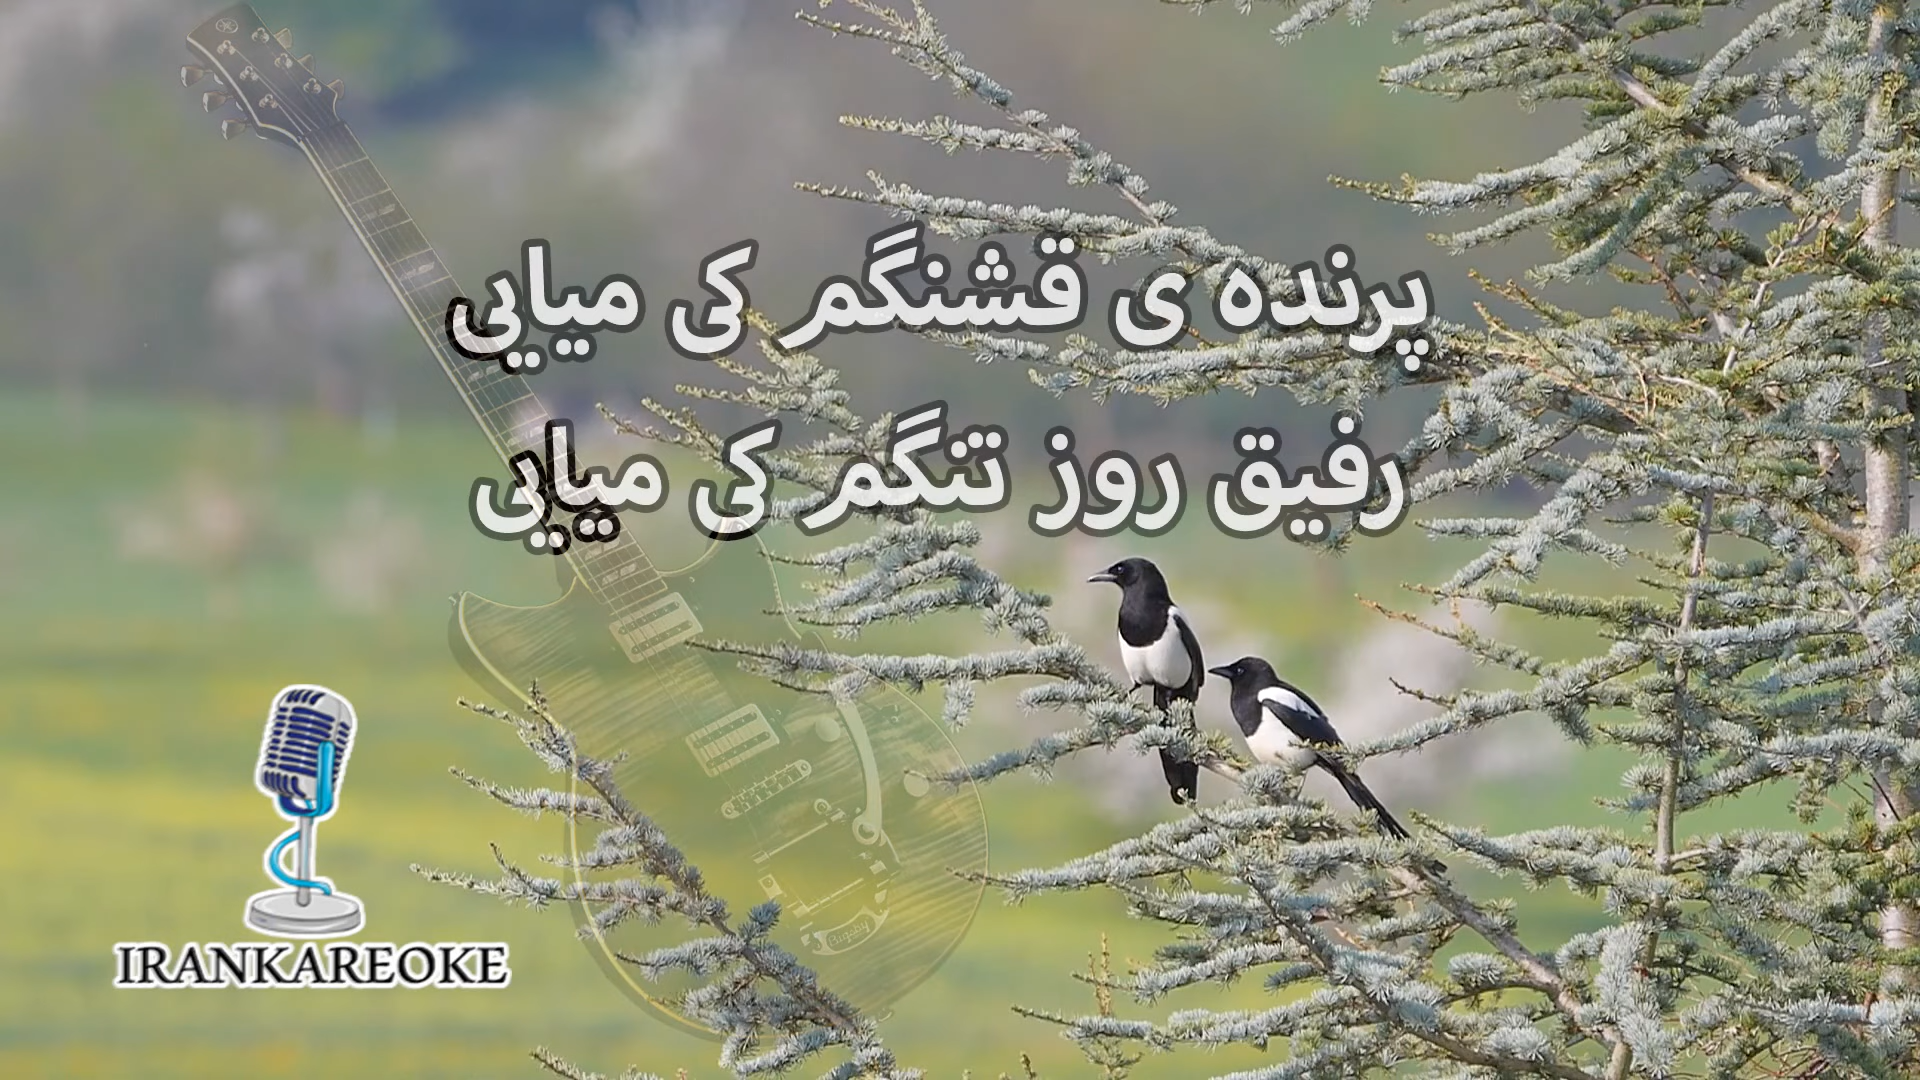 پرنده ی قشنگم کی میایی
رفیق روز تنگم کی میایی
IRANKAREOKE